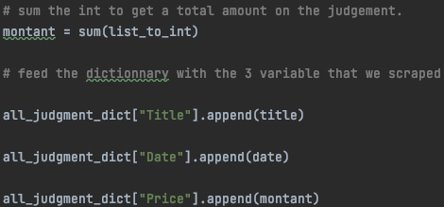 # sum the int to get a total amount on the judgement.
montant = sum(list_to_int)
# feed the dictionnary with the 3 variable that we scraped
all_judgment_dict["Title"].append(title)
all_judgment_dict["Date"].append(date)
all_judgment_dict["Price"].append(montant)